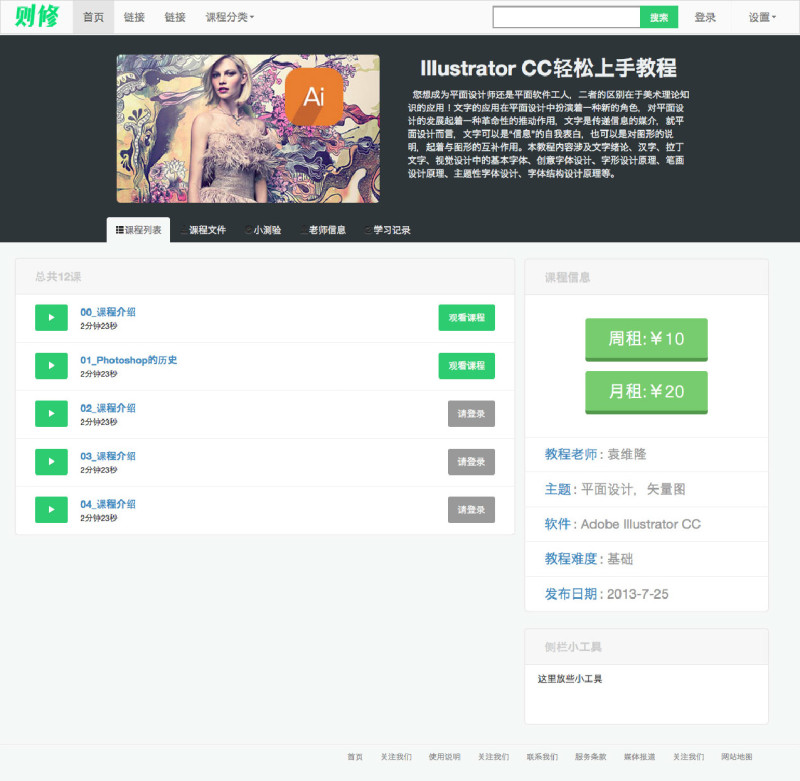 则修
首页
链接
链接
课程分类
搜索
登录
设置
Ai
Illustrator CC轻松上手教程
您想成为平面设计师还是平面软件工人，二者的区别在于美术理论知
识的应用！文字的应用在平面设计中扮演着一种新的角色，对平面设
计的发展起着一种革命性的推动作用，文字是传递信息的媒介，就平
面设计而言，文字可以是“信息”的自我表白，也可以是对图形的说
明，起着与图形的互补作用。本教程内容涉及文字绪论、汉字、拉丁
文字、视觉设计中的基本字体、创意字体设计、字形设计原理、笔画
设计原理、主题性字体设计、字体结构设计原理等。
课程列表
课程文件
小测验
老师信息
学习记录
总共12课
00_课程介绍
2分钟23秒
观看课程
01_Photoshop的历史
2分钟23秒
观看课程
02_课程介绍
2分钟23秒
请登录
03_课程介绍
2分钟23秒
请登录
04_课程介绍
2分钟23秒
请登录
课程信息
周租:￥10
月租:￥20
教程老师 : 袁维隆
主题 : 平面设计，矢量图
软件 : Adobe Illustrator CC
教程难度 : 基础
发布日期 : 2013-7-25
侧栏小工具
这里放些小工具
首页
关注我们
使用说明
关注我们
联系我们
服务条款
媒体报道
关注我们
网站地图